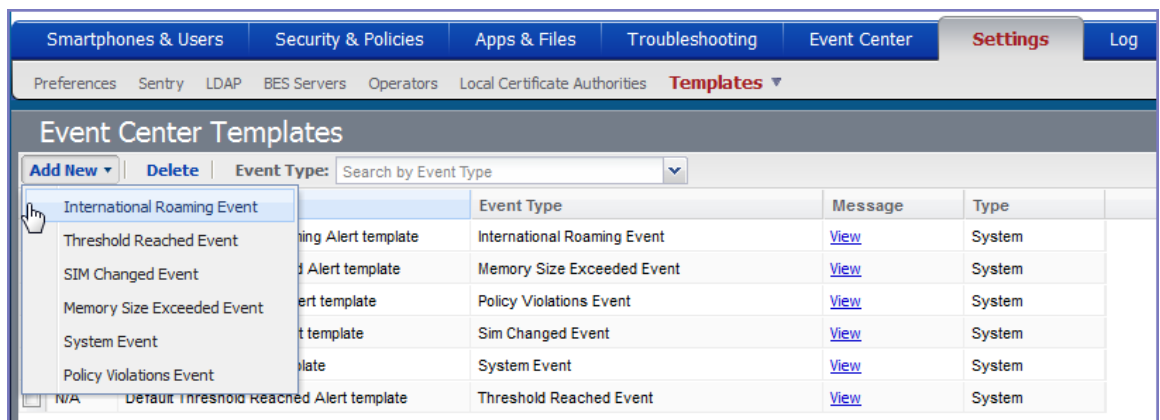 Smartphones & Users Security & Policies Apps & Files Troubleshooting Event Center Settings Log
Preferences Sentry LDAP BES Servers Operators Local Certificate Authorities Templates
Event Center Templates
Add New Delete Event Type: Search by Event Type
International Roaming Event
Threshold Reached Event
SIM Changed Event
Memory Size Exceeded Event
System Event
Policy Violations Event
Event Type Message Type
Alert template International Roaming Event View System
Alert template Memory Size Exceeded Event View System
template Policy Violations Event View System
template Sim Changed Event View System
System Event View System
N/A Default Threshold Reached Alert template Threshold Reached Event View System